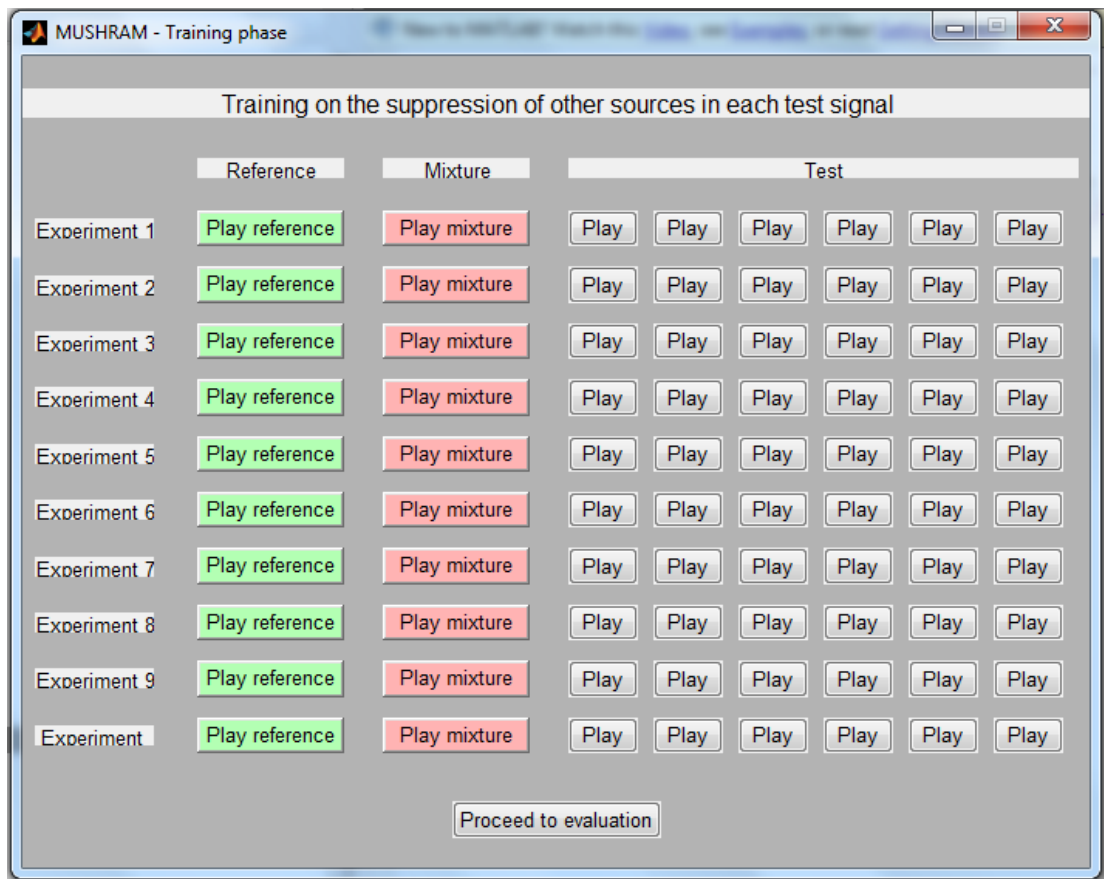 MUSHRAM - Training phase
Training on the suppression of other sources in each test signal
Reference Mixture Test
Experiment 1 Play reference Play mixture Play Play Play Play Play Play
Experiment 2 Play reference Play mixture Play Play Play Play Play Play
Experiment 3 Play reference Play mixture Play Play Play Play Play Play
Experiment 4 Play reference Play mixture Play Play Play Play Play Play
Experiment 5 Play reference Play mixture Play Play Play Play Play Play
Experiment 6 Play reference Play mixture Play Play Play Play Play Play
Experiment 7 Play reference Play mixture Play Play Play Play Play Play
Experiment 8 Play reference Play mixture Play Play Play Play Play Play
Experiment 9 Play reference Play mixture Play Play Play Play Play Play
Experiment Play reference Play mixture Play Play Play Play Play Play
Proceed to evaluation